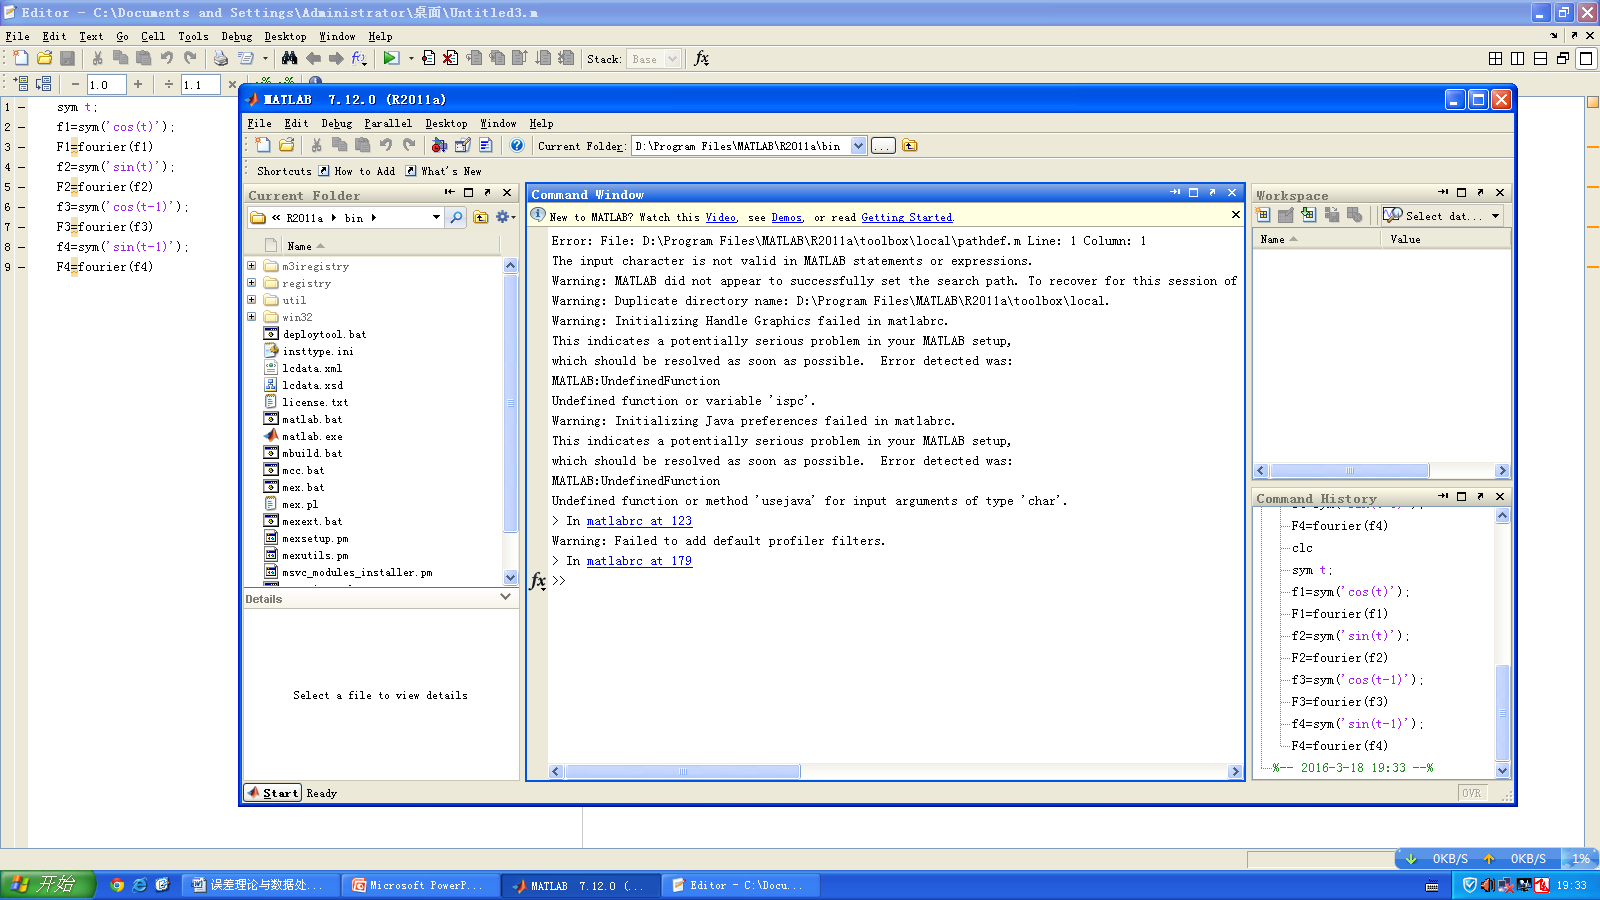 Editor - C:\Documents and Settings\Administrator\桌面\Untitled3.m
File Edit Text Go Cell Tools Debug Desktop Window Help
Stack: Base fx
1.0 1.1
1 sym t;
2 f1=sym('cos(t)');
3 F1=fourier(f1)
4 f2=sym('sin(t)');
5 F2=fourier(f2)
6 f3=sym('cos(t-1)');
7 F3=fourier(f3)
8 f4=sym('sin(t-1)');
9 F4=fourier(f4)
MATLAB 7.12.0 (R2011a)
File Edit Debug Parallel Desktop Window Help
Current Folder: D:\Program Files\MATLAB\R2011a\bin ...
Shortcuts How to Add What's New
Current Folder
« R2011a bin
Name
m3iregistry
registry
util
win32
deploytool.bat
insttype.ini
lcdata.xml
lcdata.xsd
license.txt
matlab.bat
matlab.exe
mbuild.bat
mcc.bat
mex.bat
mex.pl
mexext.bat
mexsetup.pm
mexutils.pm
msvc_modules_installer.pm
Details
Select a file to view details
Start Ready
Command Window
New to MATLAB? Watch this Video, see Demos, or read Getting Started.
Error: File: D:\Program Files\MATLAB\R2011a\toolbox\local\pathdef.m Line: 1 Column: 1
The input character is not valid in MATLAB statements or expressions.
Warning: MATLAB did not appear to successfully set the search path. To recover for this session of
Warning: Duplicate directory name: D:\Program Files\MATLAB\R2011a\toolbox\local.
Warning: Initializing Handle Graphics failed in matlabrc.
This indicates a potentially serious problem in your MATLAB setup,
which should be resolved as soon as possible.  Error detected was:
MATLAB:UndefinedFunction
Undefined function or variable 'ispc'.
Warning: Initializing Java preferences failed in matlabrc.
This indicates a potentially serious problem in your MATLAB setup,
which should be resolved as soon as possible.  Error detected was:
MATLAB:UndefinedFunction
Undefined function or method 'usejava' for input arguments of type 'char'.
> In matlabrc at 123
Warning: Failed to add default profiler filters.
> In matlabrc at 179
fx >>
Workspace
Select dat...
Name Value
Command History
F4=fourier(f4)
clc
sym t;
f1=sym('cos(t)');
F1=fourier(f1)
f2=sym('sin(t)');
F2=fourier(f2)
f3=sym('cos(t-1)');
F3=fourier(f3)
f4=sym('sin(t-1)');
F4=fourier(f4)
%-- 2016-3-18 19:33 --%
OVR
0KB/S 0KB/S 1%
开始 误差理论与数据处... Microsoft PowerP... MATLAB 7.12.0 (... Editor - C:\Docu... 19:33